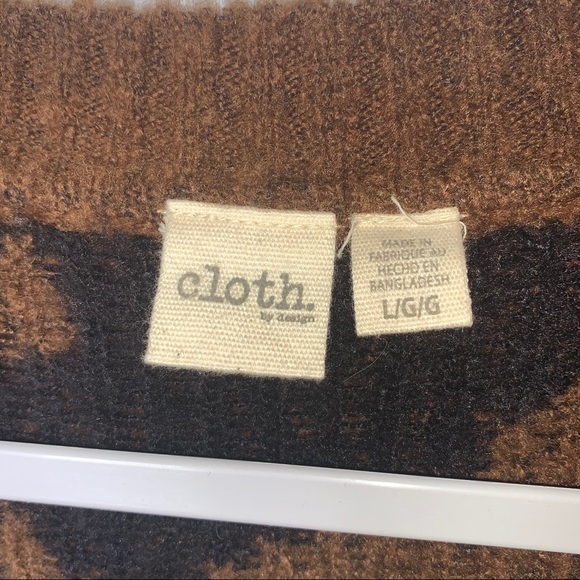 cloth.
by design
MADE IN
FABRIQUE AU
HECHO EN
BANGLADESH
L/G/G